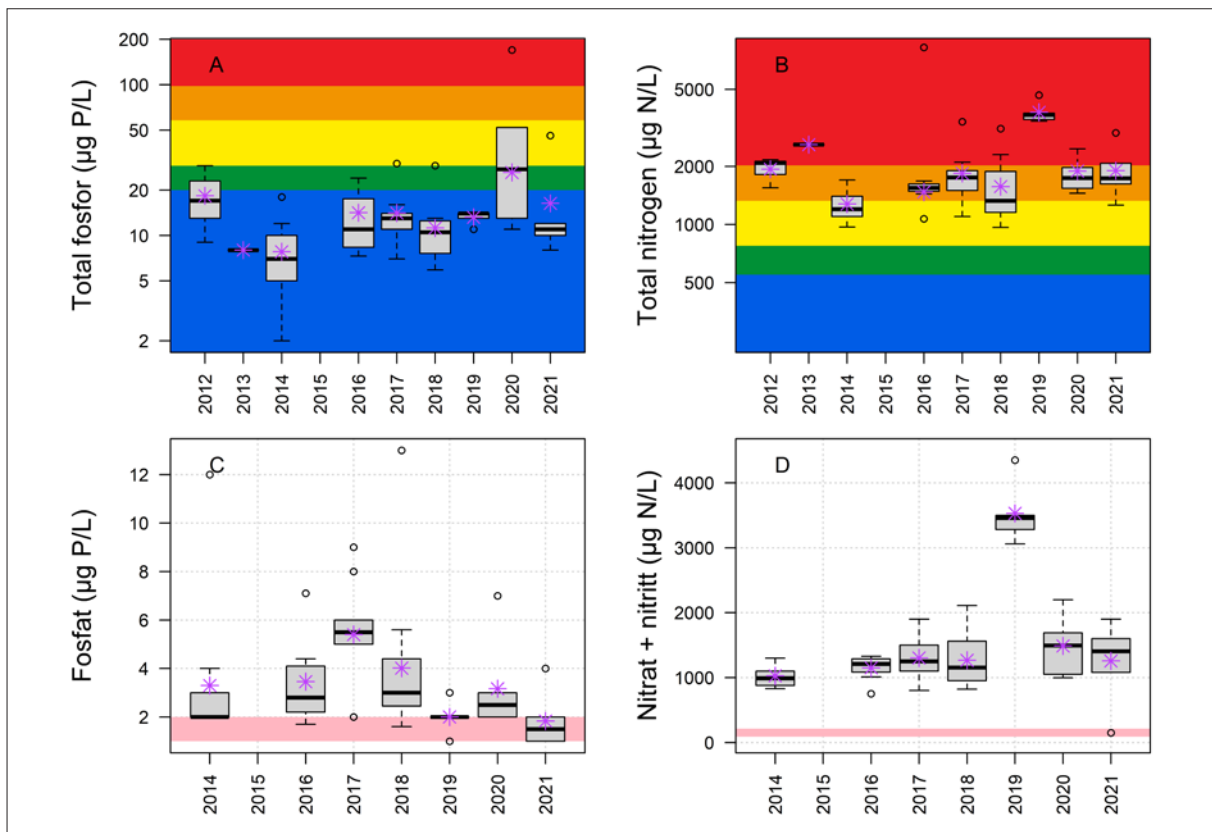 A
Total fosfor (µg P/L)
200
100
50
20
10
5
2
2012 2013 2014 2015 2016 2017 2018 2019 2020 2021
B
Total nitrogen (µg N/L)
5000
2000
1000
500
2012 2013 2014 2015 2016 2017 2018 2019 2020 2021
C
Fosfat (µg P/L)
12
10
8
6
4
2
2014 2015 2016 2017 2018 2019 2020 2021
D
Nitrat + nitritt (µg N/L)
4000
3000
2000
1000
0
2014 2015 2016 2017 2018 2019 2020 2021